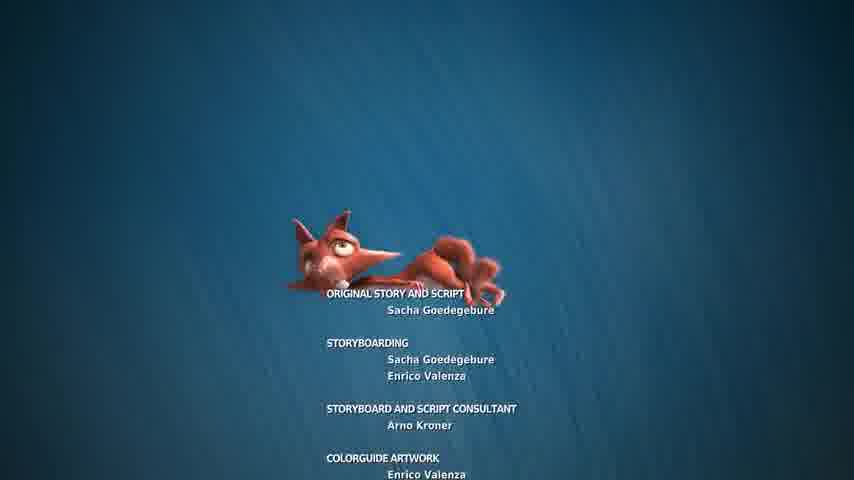 ORIGINAL STORY AND SCRIPT
Sacha Goedegebure
STORYBOARDING
Sacha Goedegebure
Enrico Valenza
STORYBOARD AND SCRIPT CONSULTANT
Arno Kroner
COLORGUIDE ARTWORK
Enrico Valenza